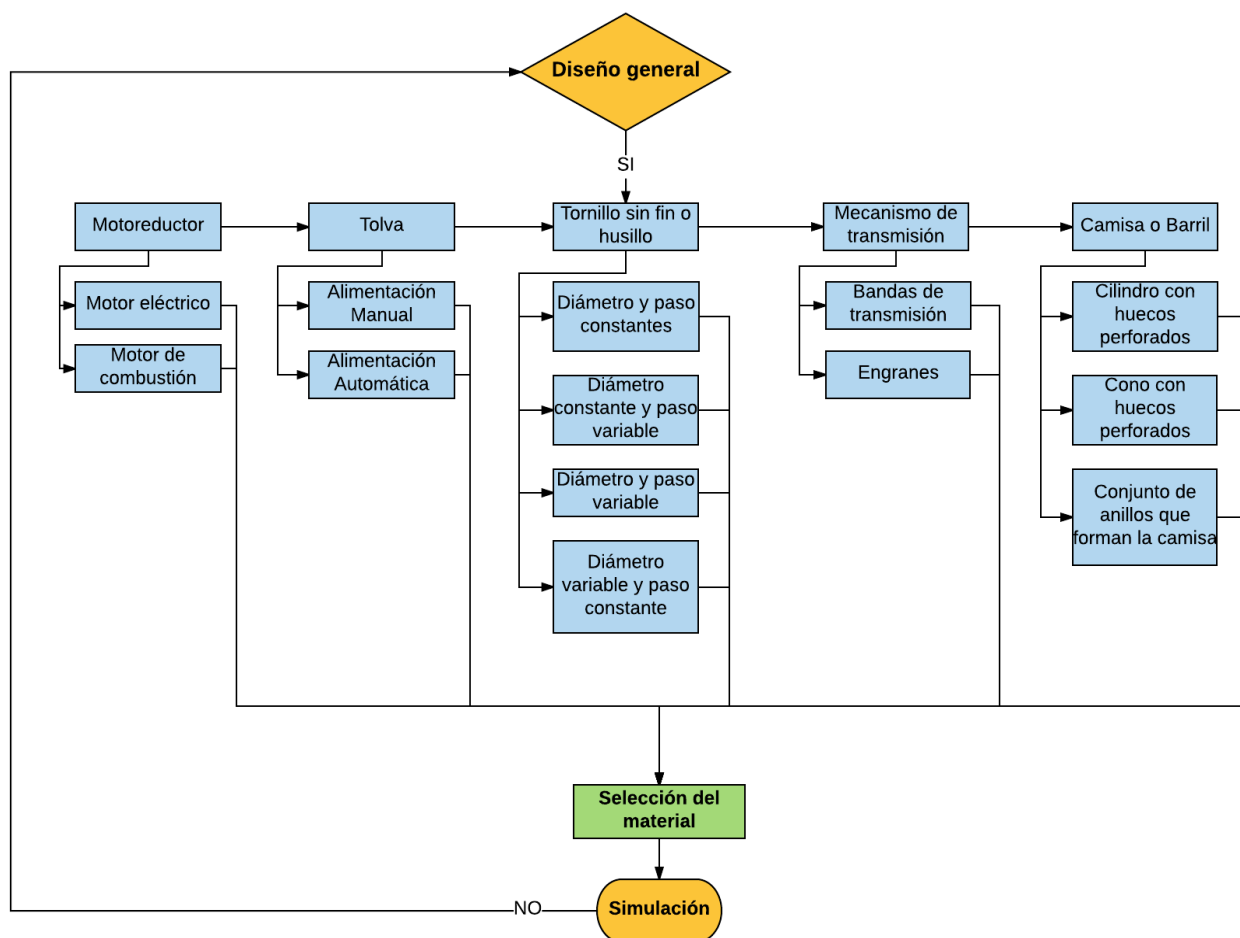 Diseño general
SI
Motoreductor
Tolva
Tornillo sin fin o
husillo
Mecanismo de
transmisión
Camisa o Barril
Motor eléctrico
Motor de
combustión
Alimentación
Manual
Alimentación
Automática
Diámetro y paso
constantes
Diámetro
constante y paso
variable
Diámetro y paso
variable
Diámetro
variable y paso
constante
Bandas de
transmisión
Engranes
Cilindro con
huecos
perforados
Cono con
huecos
perforados
Conjunto de
anillos que
forman la camisa
Selección del
material
Simulación
NO